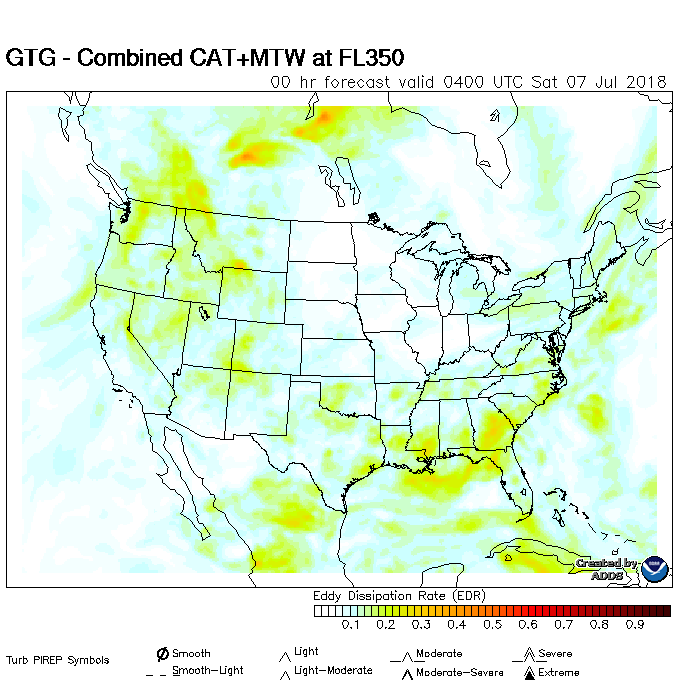 GTG - Combined CAT+MTW at FL350
00 hr forecast valid 0400 UTC Sat 07 Jul 2018
Created by
ADDS
Eddy Dissipation Rate (EDR)
0.1 0.2 0.3 0.4 0.5 0.6 0.7 0.8 0.9
Turb PIREP Symbols
Smooth Light Moderate Severe
Smooth-Light Light-Moderate Moderate-Severe Extreme